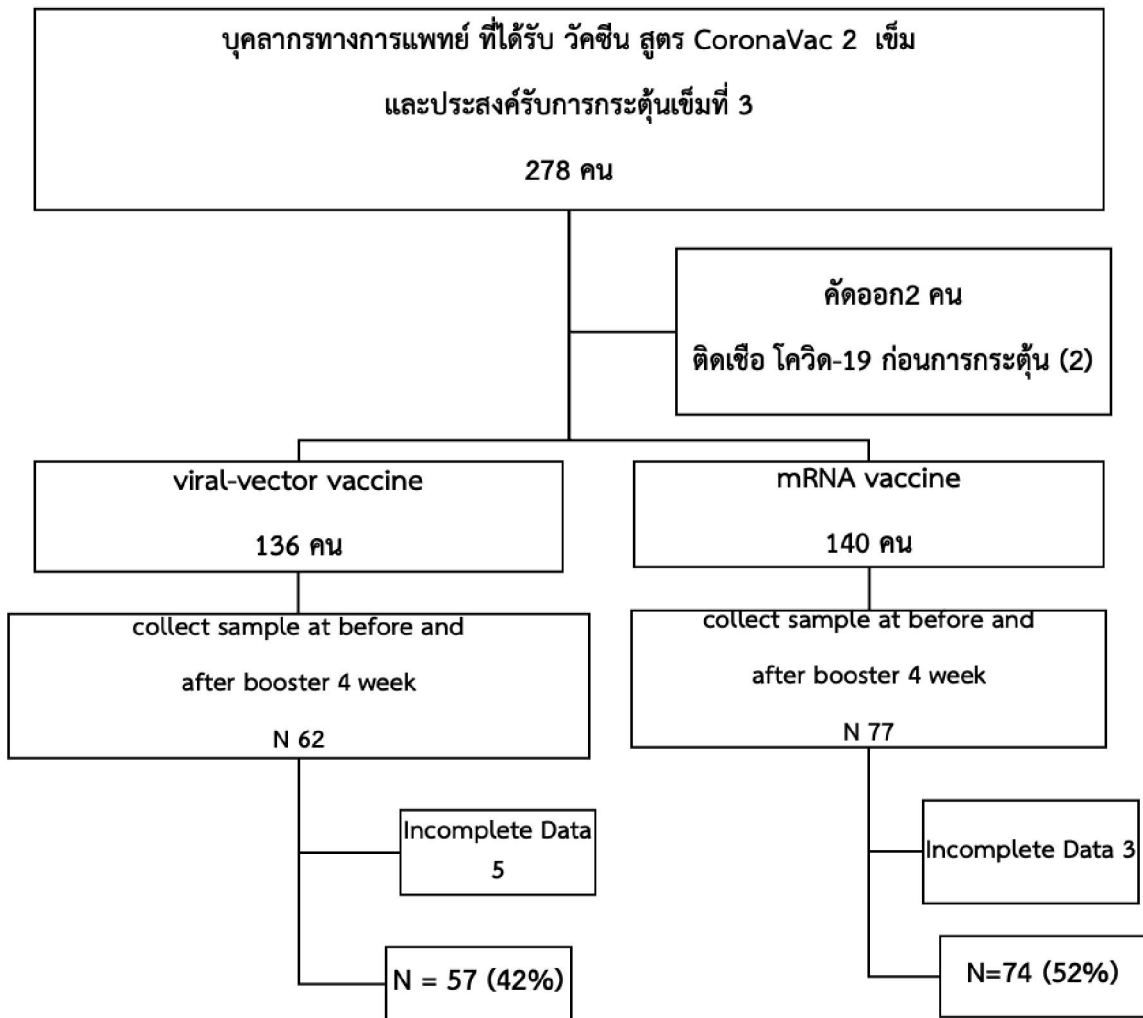 บุคลากรทางการแพทย์ ที่ได้รับ วัคซีน สูตร CoronaVac 2 เข็ม
และประสงค์รับการกระตุ้นเข็มที่ 3
278 คน
คัดออก2 คน
ติดเชือ โควิด-19 ก่อนการกระตุ้น (2)
viral-vector vaccine
136 คน
mRNA vaccine
140 คน
collect sample at before and
after booster 4 week
N 62
collect sample at before and
after booster 4 week
N 77
Incomplete Data
5
Incomplete Data 3
N = 57 (42%)
N=74 (52%)